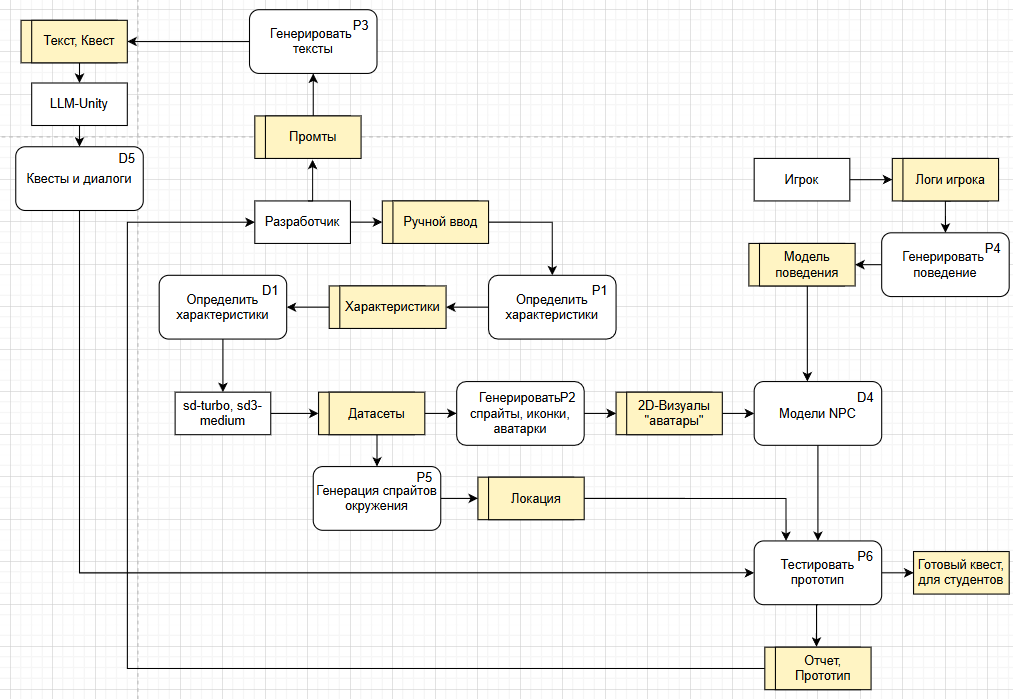 P3
Генерировать
тексты
Текст, Квест
LLM-Unity
Промты
D5
Квесты и диалоги
Игрок
Логи игрока
Разработчик
Ручной ввод
P4
Генерировать
поведение
Модель
поведения
D1
Определить
характеристики
Характеристики
P1
Определить
характеристики
sd-turbo, sd3-
medium
Датасеты
ГенерироватьP2
спрайты, иконки,
аватарки
2D-Визуалы
"аватары"
D4
Модели NPC
P5
Генерация спрайтов
окружения
Локация
P6
Тестировать
прототип
Готовый квест,
для студентов
Отчет,
Прототип